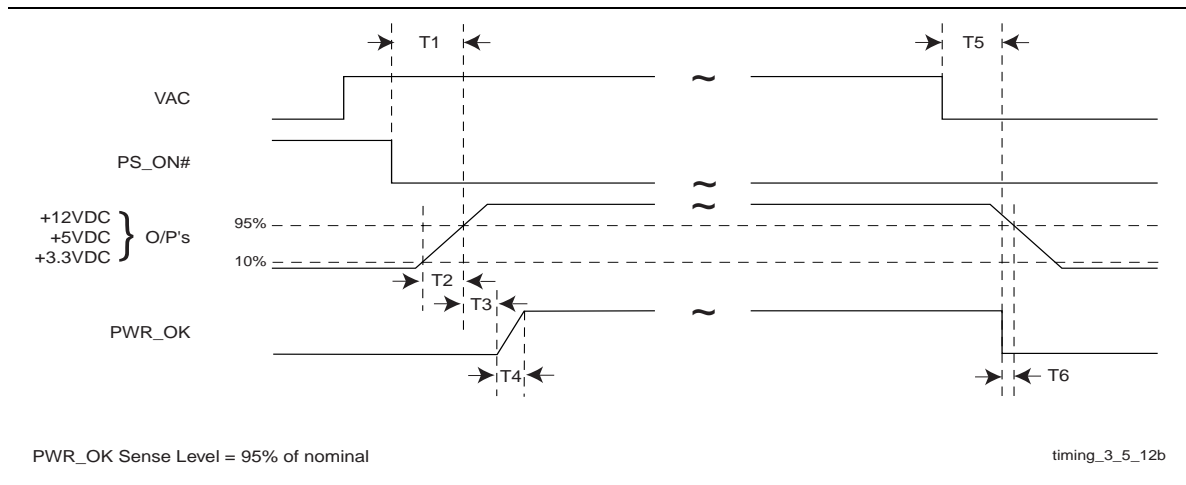 T1
T5
VAC
PS_ON#
+12VDC
+5VDC } O/P's
+3.3VDC
95%
10%
T2
T3
PWR_OK
T4
T6
PWR_OK Sense Level = 95% of nominal
timing_3_5_12b